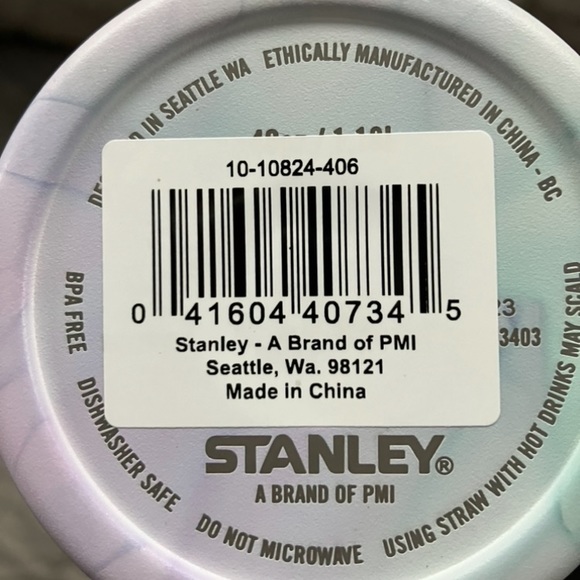 IN SEATTLE WA ETHICALLY MANUFACTURED IN CHINA - BC
10-10824-406
0 41604 40734 5
Stanley - A Brand of PMI
Seattle, Wa. 98121
Made in China
3403
BPA FREE DISHWASHER SAFE DO NOT MICROWAVE USING STRAW WITH HOT DRINKS MAY SCALD
STANLEY®
A BRAND OF PMI